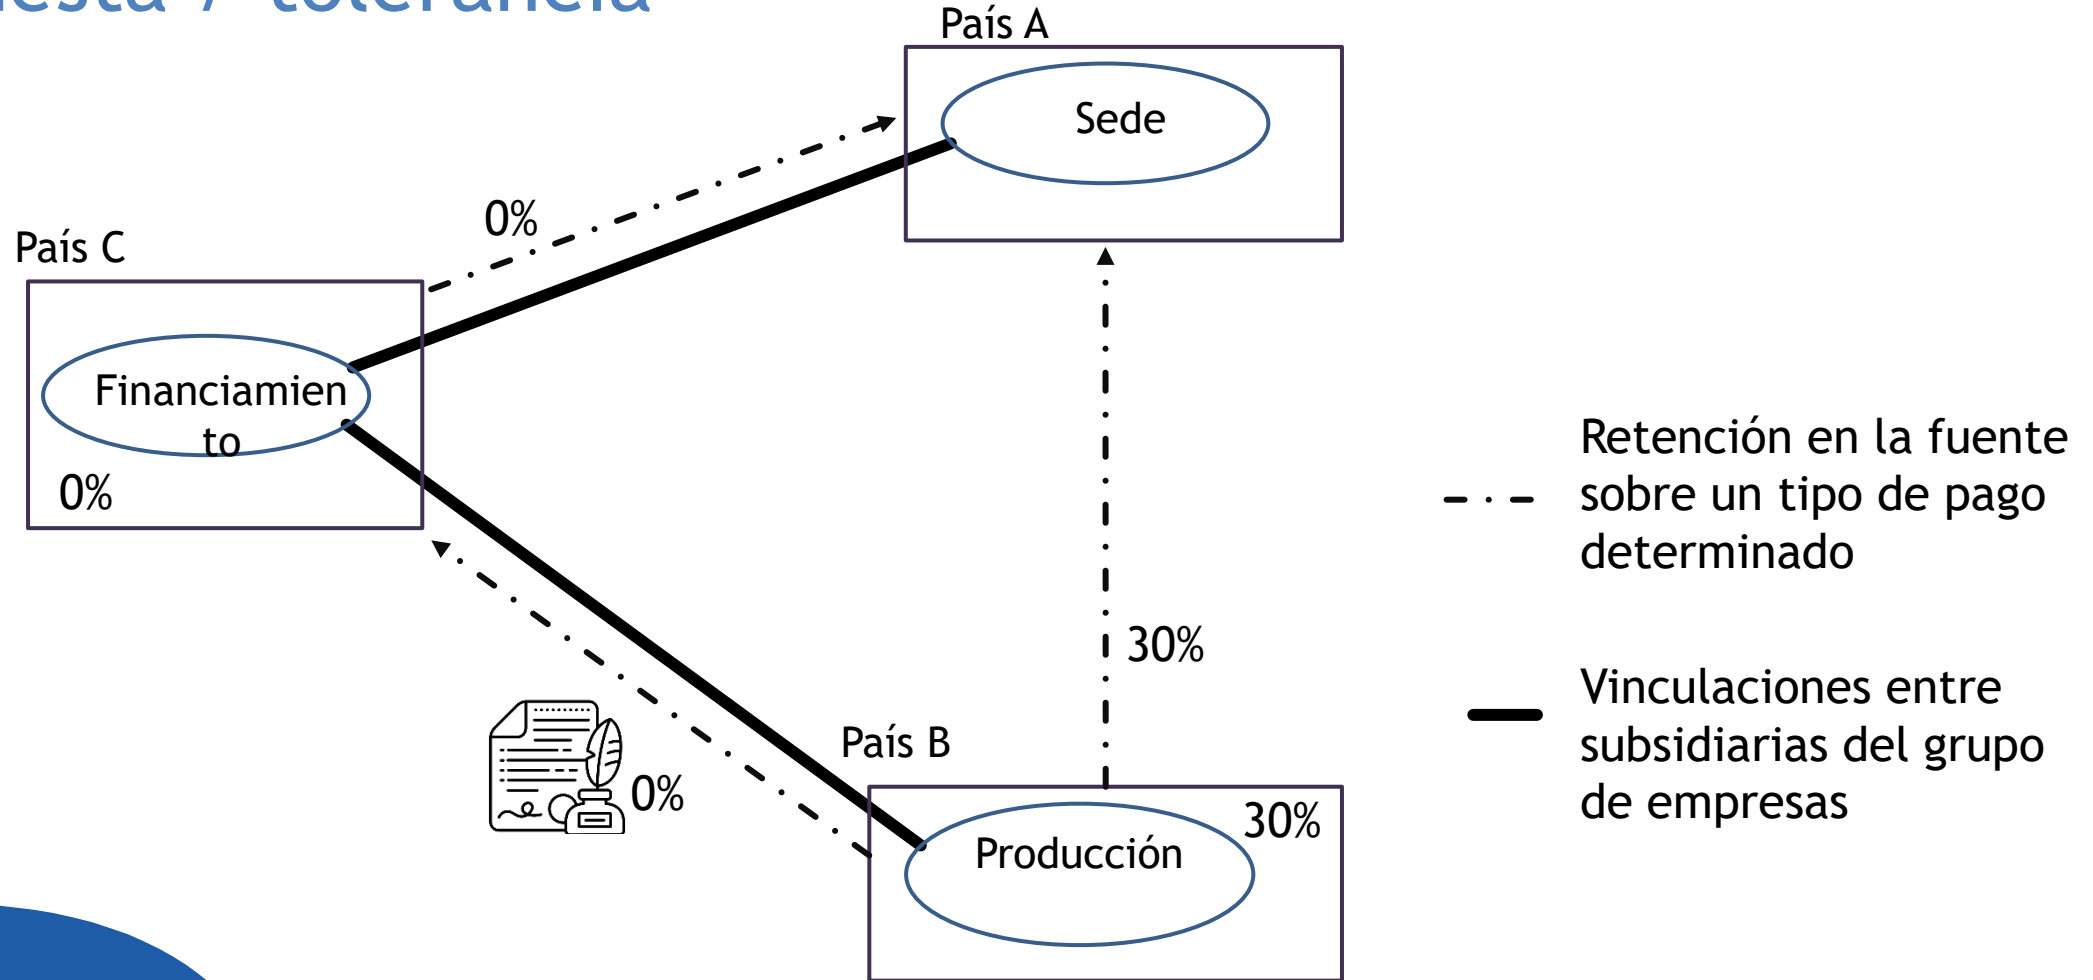 tolerancia
País A
Sede
0%
País C
Financiamien
to
0%
30%
País B
0%
30%
Producción
Retención en la fuente
sobre un tipo de pago
determinado
Vinculaciones entre
subsidiarias del grupo
de empresas